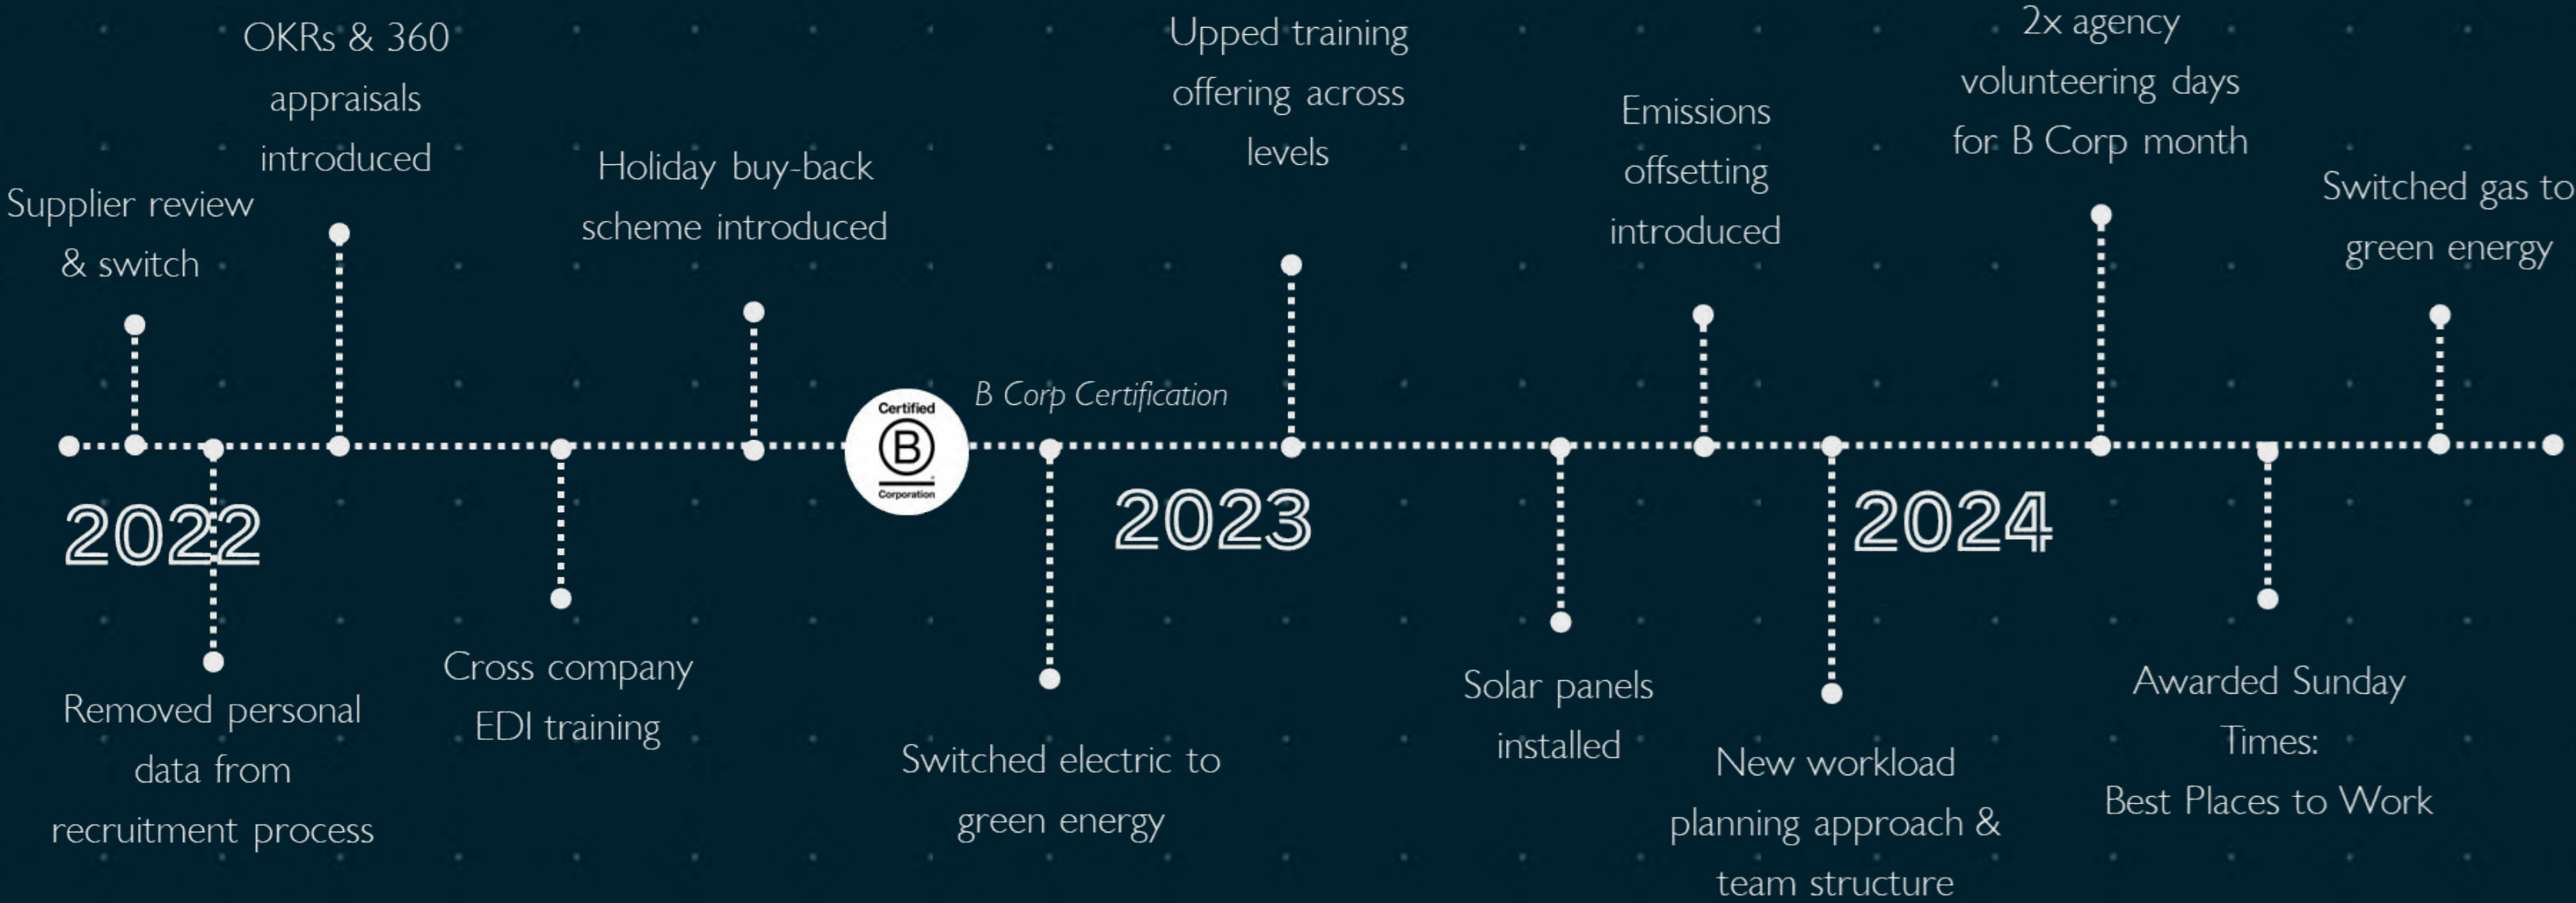 Supplier review
& switch
Removed personal
data from
recruitment process
OKRs & 360
appraisals
introduced
2022
Cross company
EDI training
Holiday buy-back
scheme introduced
Certified
B
Corporation
B Corp Certification
Switched electric to
green energy
2023
Upped training
offering across
levels
Solar panels
installed
Emissions
offsetting
introduced
New workload
planning approach &
team structure
2024
2x agency
volunteering days
for B Corp month
Awarded Sunday
Times:
Best Places to Work
Switched gas to
green energy